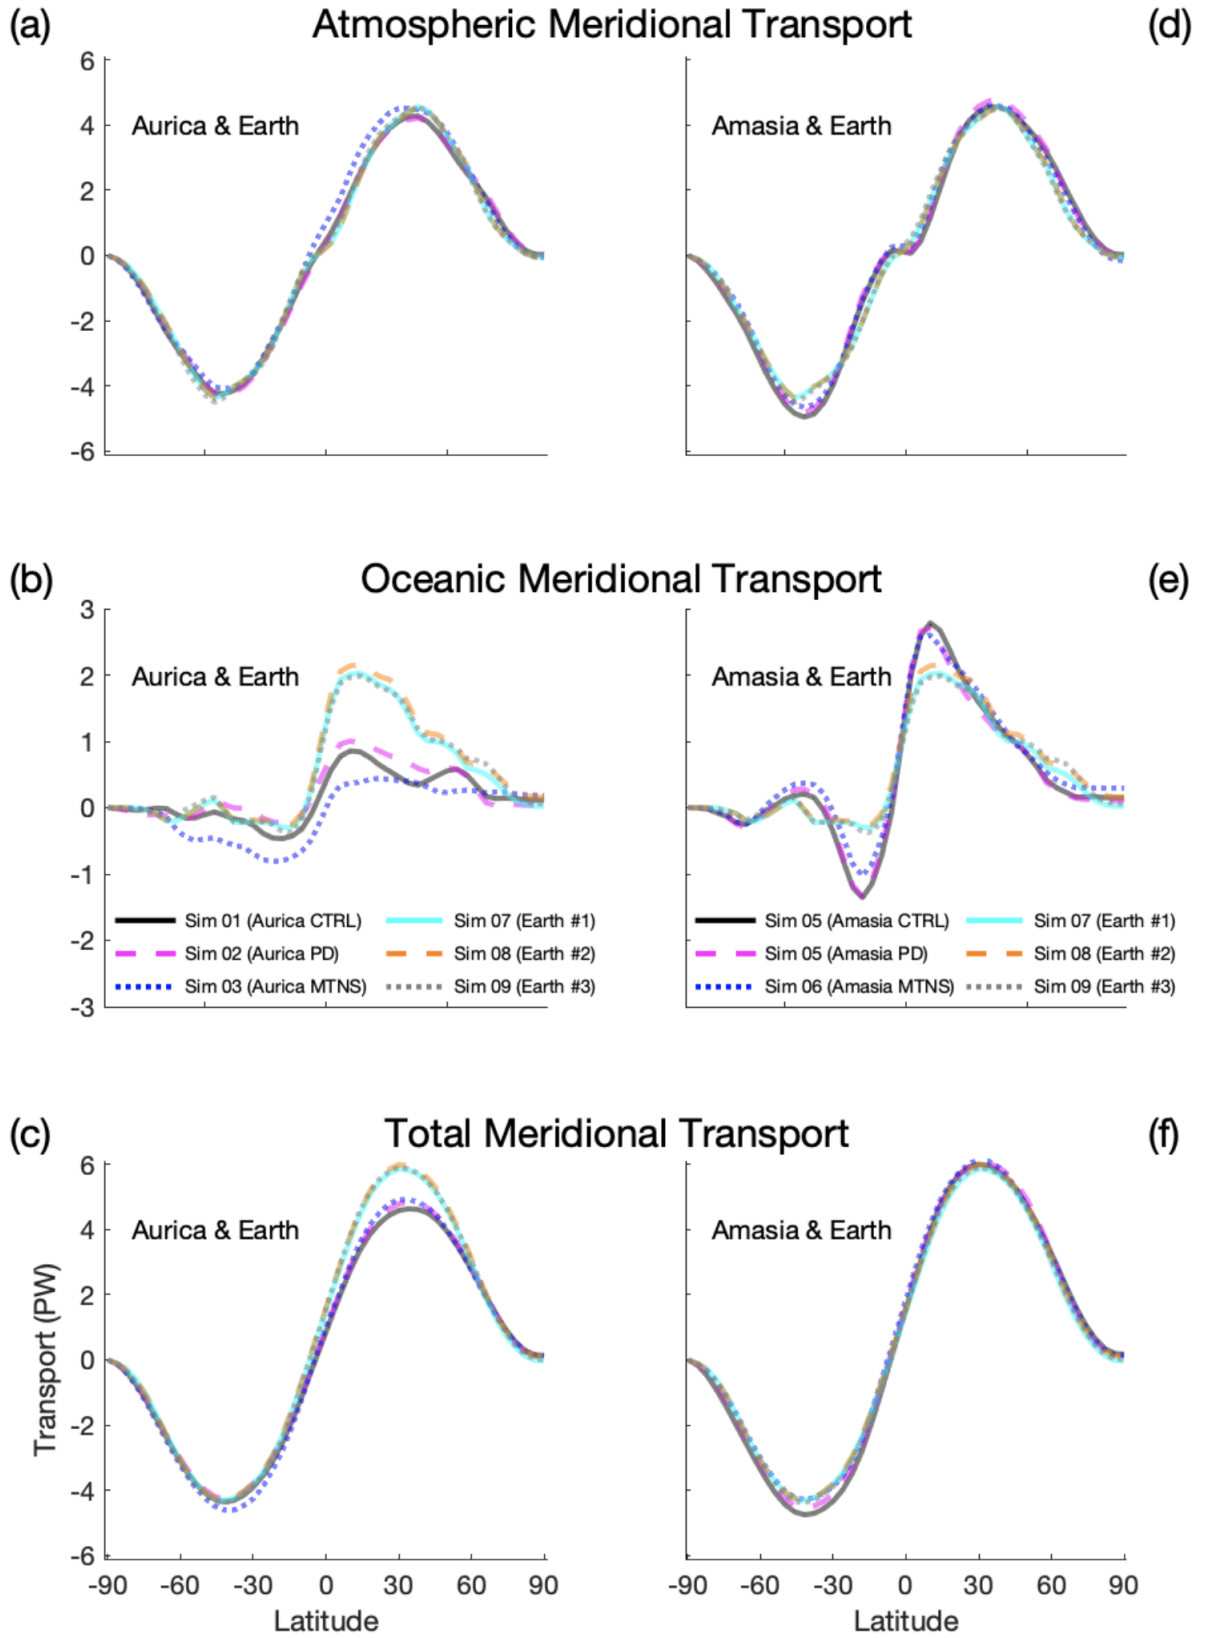 (a) Atmospheric Meridional Transport (d)
6
4
2
0
-2
-4
-6
Aurica & Earth
Amasia & Earth
(b) Oceanic Meridional Transport (e)
3
2
1
0
-1
-2
-3
Aurica & Earth
Sim 01 (Aurica CTRL) Sim 07 (Earth #1)
Sim 02 (Aurica PD) Sim 08 (Earth #2)
Sim 03 (Aurica MTNS) Sim 09 (Earth #3)
Amasia & Earth
Sim 05 (Amasia CTRL) Sim 07 (Earth #1)
Sim 05 (Amasia PD) Sim 08 (Earth #2)
Sim 06 (Amasia MTNS) Sim 09 (Earth #3)
(c) Total Meridional Transport (f)
Transport (PW)
6
4
2
0
-2
-4
-6
Aurica & Earth
-90 -60 -30 0 30 60 90
Latitude
Amasia & Earth
-90 -60 -30 0 30 60 90
Latitude